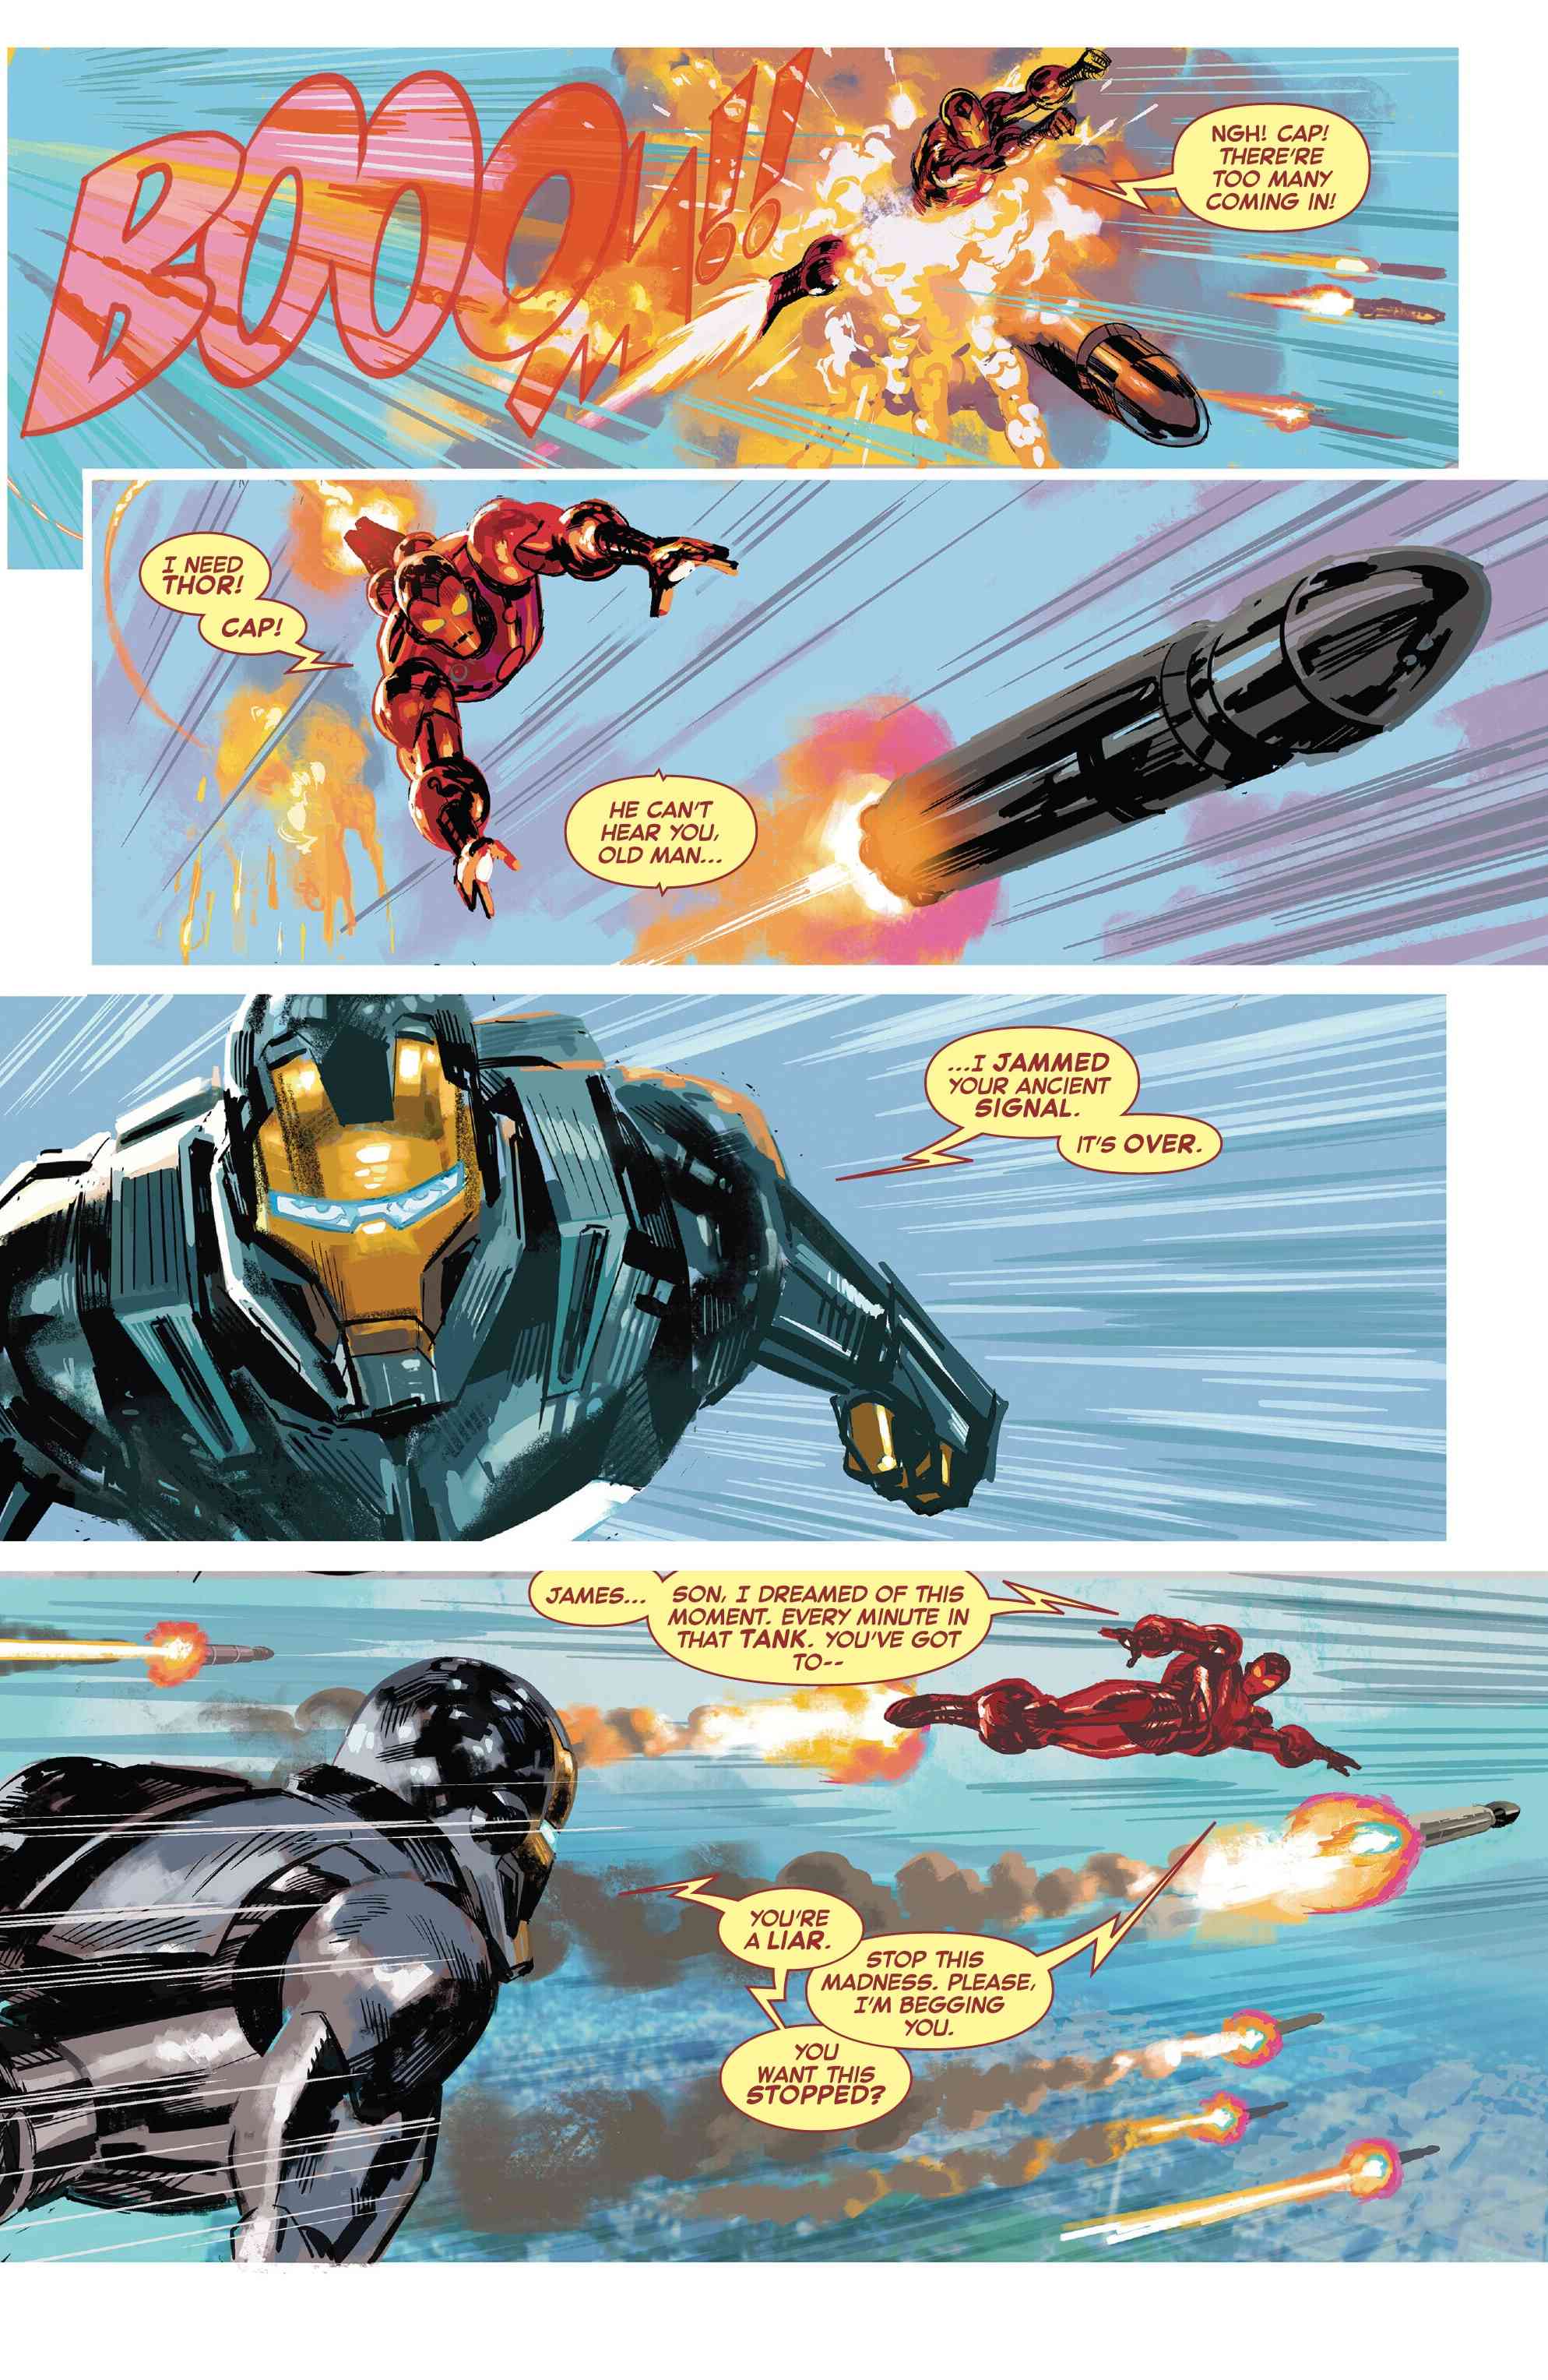 BOOOM!!
NGH! CAP!
THERE'RE
TOO MANY
COMING IN!
I NEED
THOR!
CAP!
HE CAN'T
HEAR YOU,
OLD MAN...
...I JAMMED
YOUR ANCIENT
SIGNAL.
IT'S OVER.
JAMES...
SON, I DREAMED OF THIS
MOMENT. EVERY MINUTE IN
THAT TANK. YOU'VE GOT
TO--
YOU'RE
A LIAR.
STOP THIS
MADNESS. PLEASE,
I'M BEGGING
YOU.
YOU
WANT THIS
STOPPED?